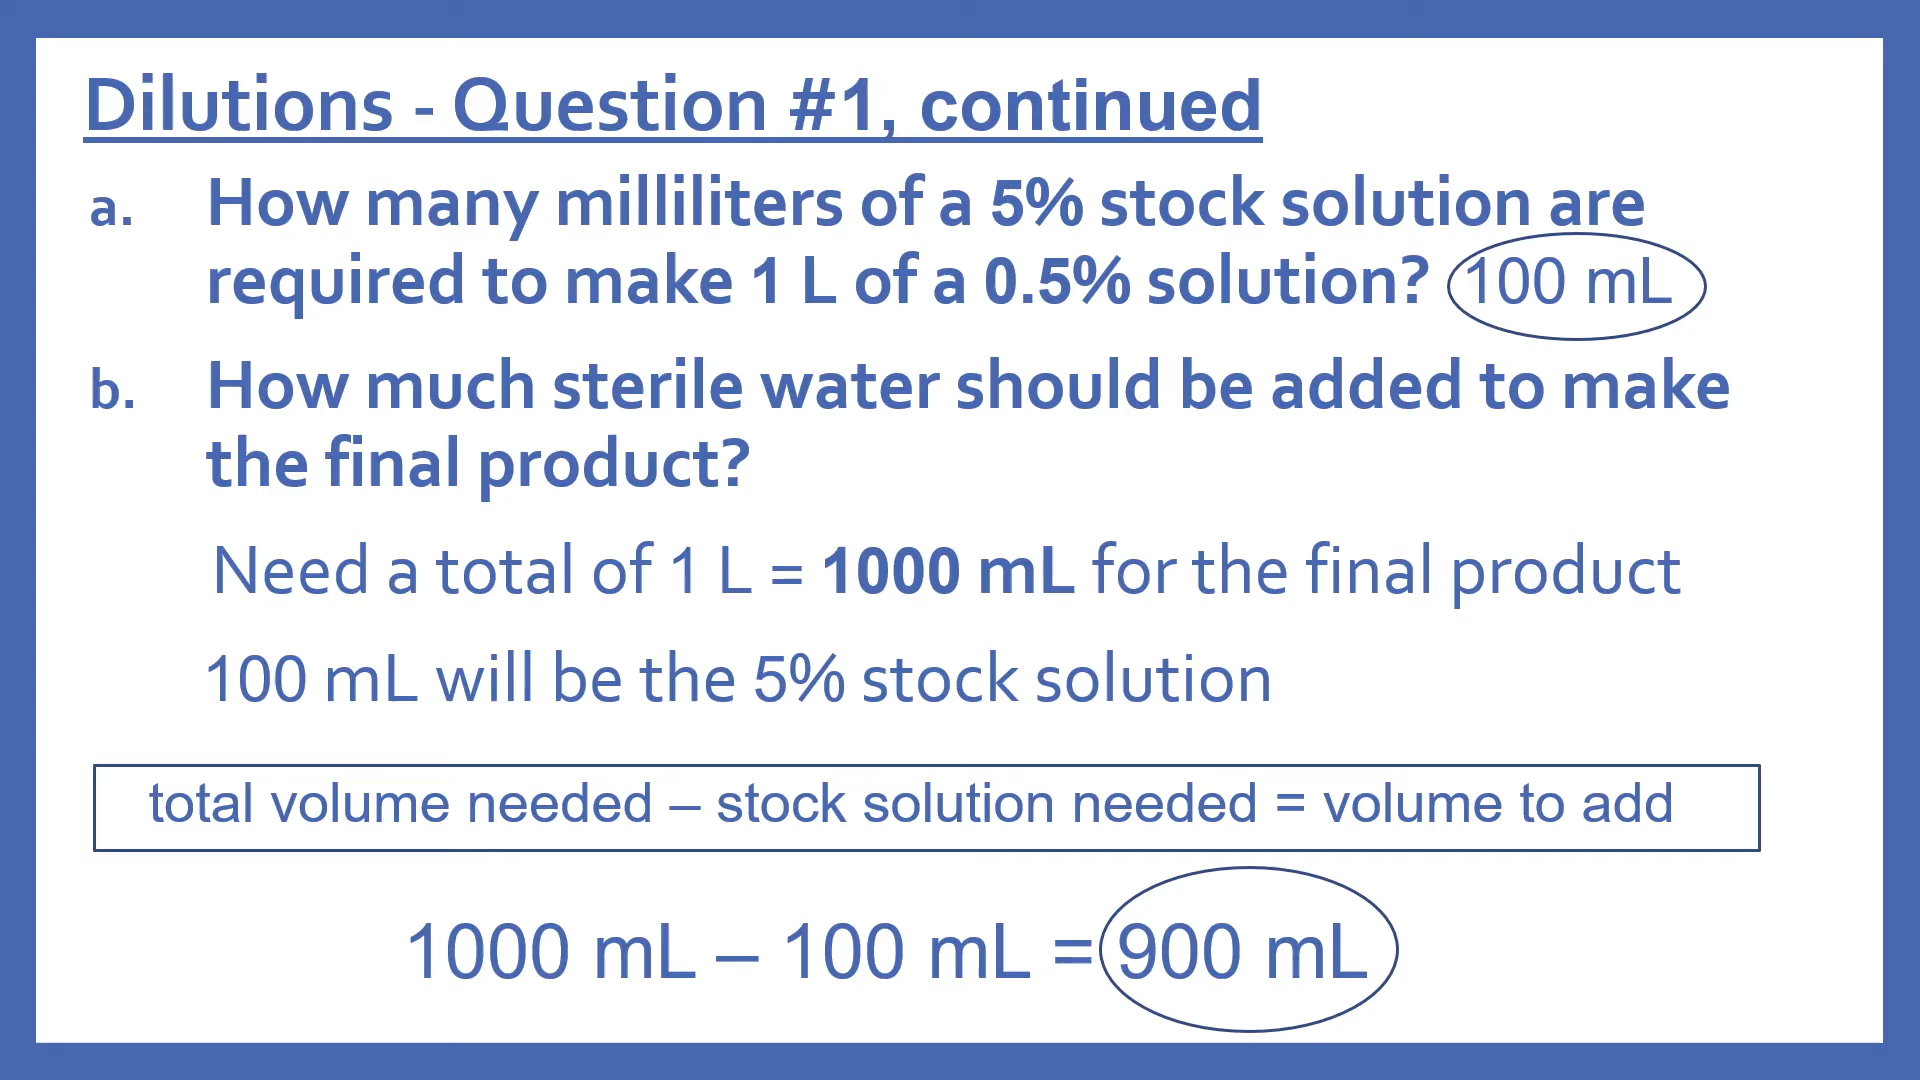 Dilutions - Question #1, continued
a. How many milliliters of a 5% stock solution are
required to make 1 L of a 0.5% solution? 100 mL
b. How much sterile water should be added to make
the final product?
Need a total of 1 L = 1000 mL for the final product
100 mL will be the 5% stock solution
total volume needed – stock solution needed = volume to add
1000 mL – 100 mL = 900 mL